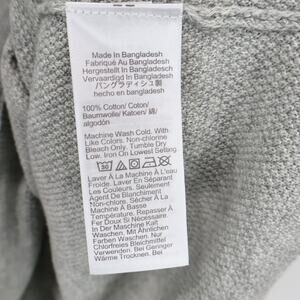 Made In Bangladesh
Fabriqué Au Bangladesh
Hergestellt In Bangladesh
Vervaardigd In Bangladesh
バングラディシュ製
hecho en bangladesh
100% Cotton/ Coton/
Baumwolle/ Katoen/ 綿/
algodón
Machine Wash Cold. With
Like Colors. Non-chlorine
Bleach Only. Tumble Dry
Low. Iron On Lowest Setting
30
Laver À La Machine À L'eau
Froide. Laver En Séparant
Les Couleurs. Seulement
Agent De Blanchiment
Non Chloré. Sécher À La
Machine À Basse
Température. Repasser À
Fer Doux Si Nécessaire.
In Der Maschine Kalt
Waschen. Mit Ähnlichen
Farben Waschen. Nur
Chlorfreies Bleichmittel
Verwenden. Bei Geringer
Wärme Trocknen. Bei